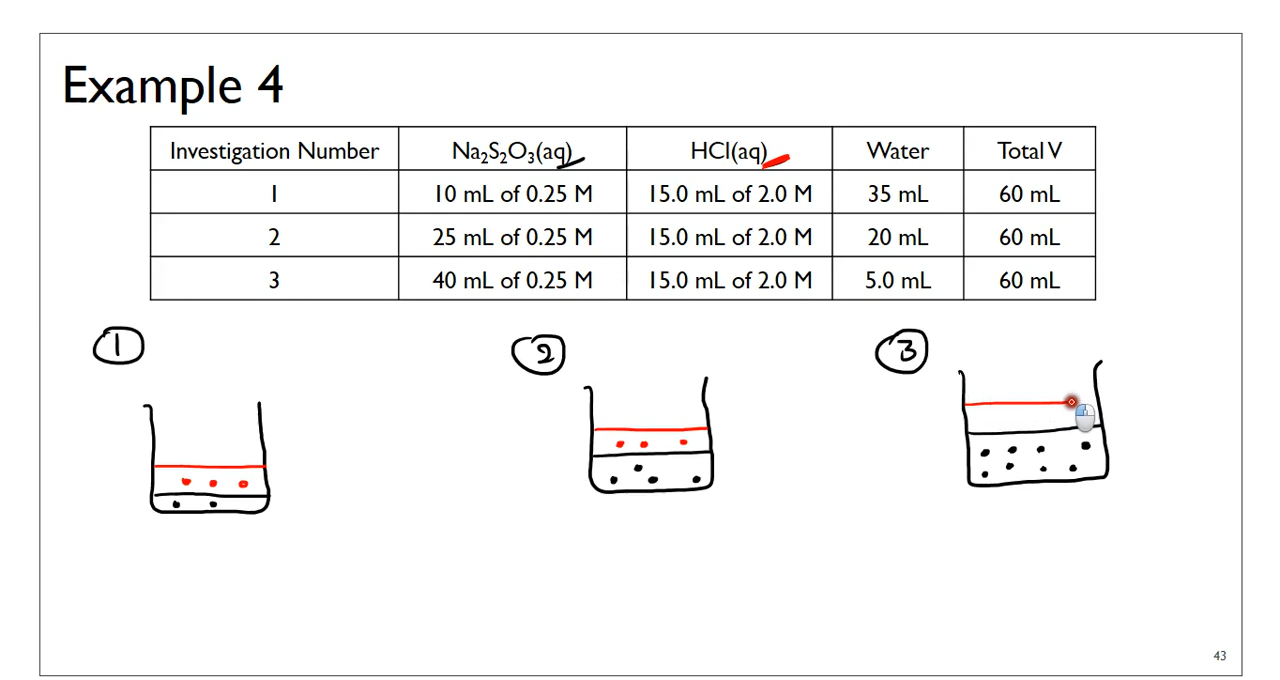 Example 4
Investigation Number Na₂S₂O₃(aq) HCl(aq) Water Total V
1 10 mL of 0.25 M 15.0 mL of 2.0 M 35 mL 60 mL
2 25 mL of 0.25 M 15.0 mL of 2.0 M 20 mL 60 mL
3 40 mL of 0.25 M 15.0 mL of 2.0 M 5.0 mL 60 mL
1 2 3
43